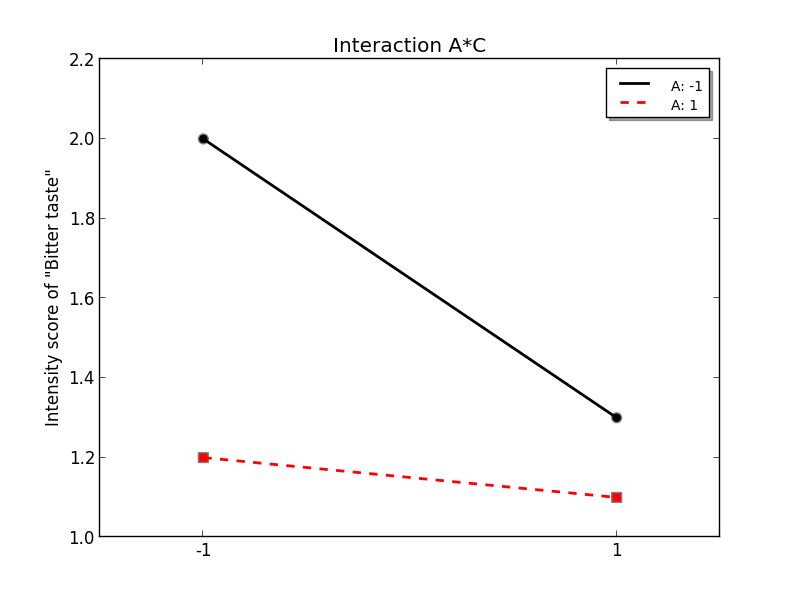 Interaction A*C
2.2
2.0
1.8
1.6
1.4
1.2
1.0
Intensity score of "Bitter taste"
A: -1
A: 1
-1
1